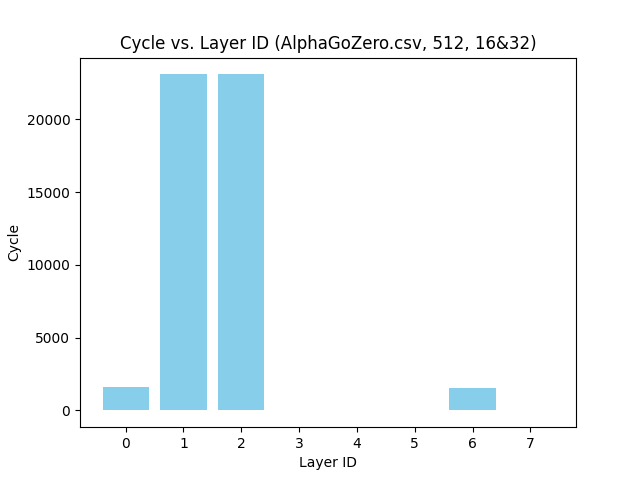 Cycle vs. Layer ID (AlphaGoZero.csv, 512, 16&32)
20000
15000
10000
5000
0
Cycle
0 1 2 3 4 5 6 7
Layer ID